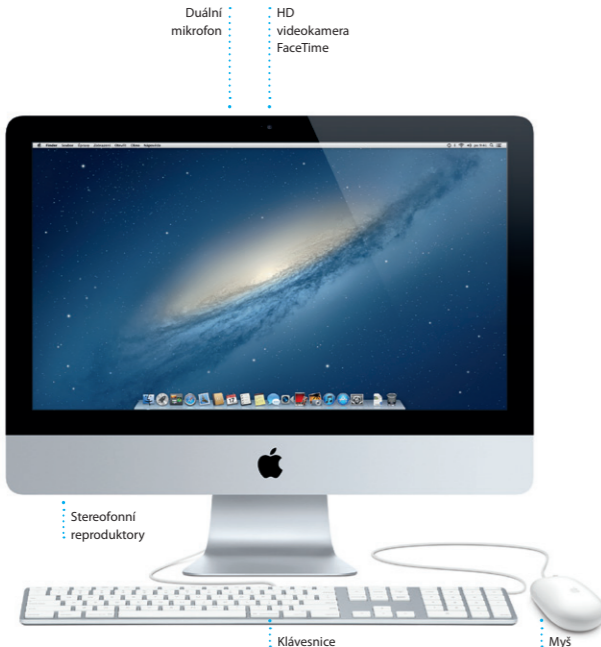 Duální
mikrofon
HD
videokamera
FaceTime
Stereofonní
reproduktory
Klávesnice
Myš